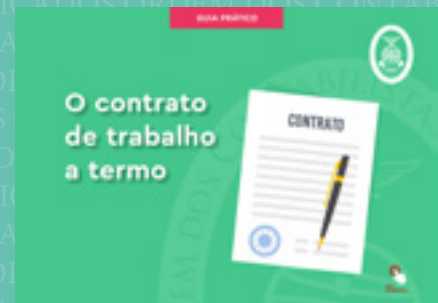 GUIA PRÁTICO
O contrato
de trabalho
a termo
CONTRATO